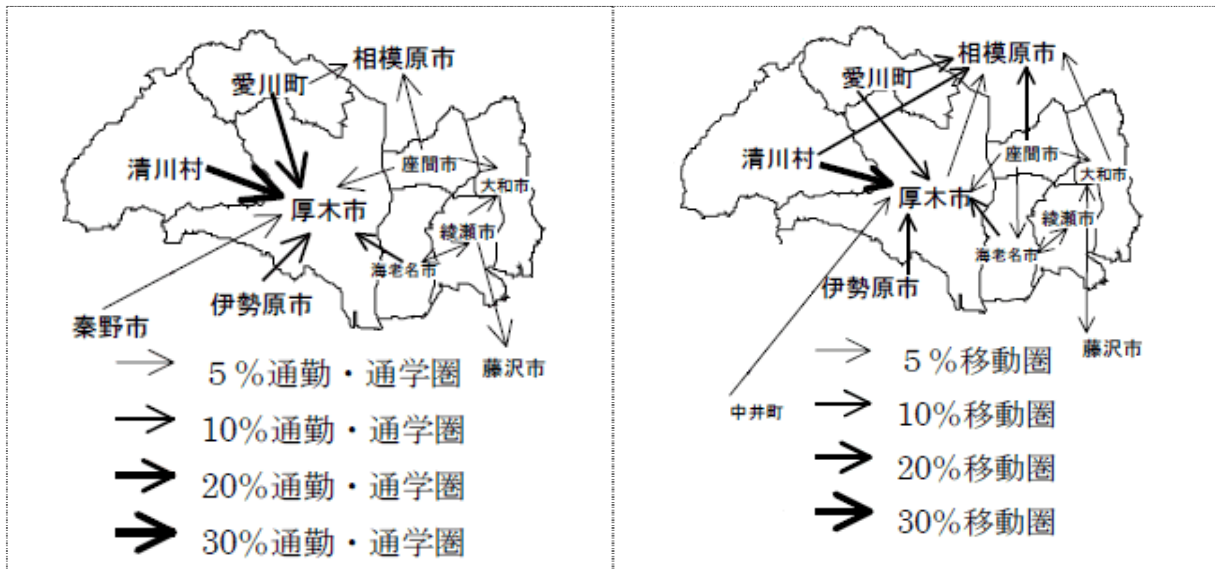 相模原市
愛川町
清川村
座間市
大和市
厚木市
綾瀬市
海老名市
伊勢原市
秦野市
藤沢市
5%通勤・通学圏
10%通勤・通学圏
20%通勤・通学圏
30%通勤・通学圏
相模原市
愛川町
清川村
座間市
大和市
厚木市
綾瀬市
海老名市
伊勢原市
藤沢市
中井町
5%移動圏
10%移動圏
20%移動圏
30%移動圏